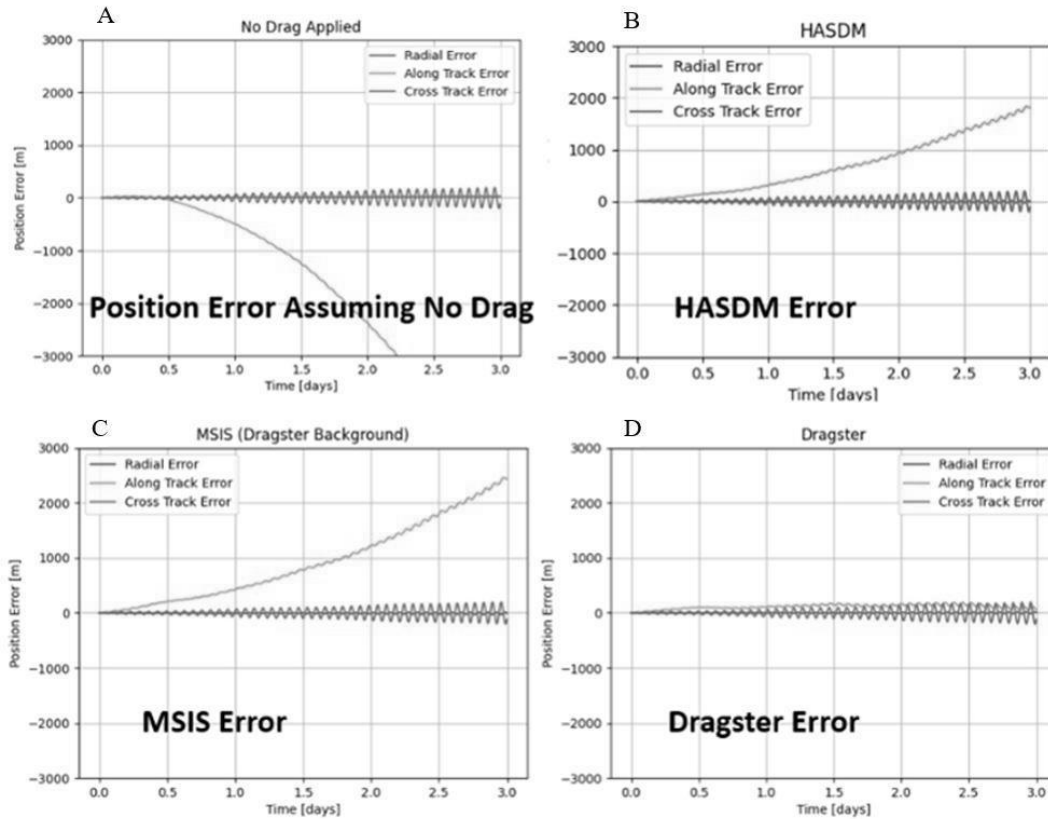 A
No Drag Applied
Radial Error
Along Track Error
Cross Track Error
Position Error [m]
3000
2000
1000
0
−1000
−2000
−3000
Position Error Assuming No Drag
0.0 0.5 1.0 1.5 2.0 2.5 3.0
Time [days]
B
HASDM
Radial Error
Along Track Error
Cross Track Error
3000
2000
1000
0
−1000
−2000
−3000
HASDM Error
0.0 0.5 1.0 1.5 2.0 2.5 3.0
Time [days]
C
MSIS (Dragster Background)
Radial Error
Along Track Error
Cross Track Error
Position Error [m]
3000
2000
1000
0
−1000
−2000
−3000
MSIS Error
0.0 0.5 1.0 1.5 2.0 2.5 3.0
Time [days]
D
Dragster
Radial Error
Along Track Error
Cross Track Error
Position Error [m]
3000
2000
1000
0
−1000
−2000
−3000
Dragster Error
0.0 0.5 1.0 1.5 2.0 2.5 3.0
Time [days]